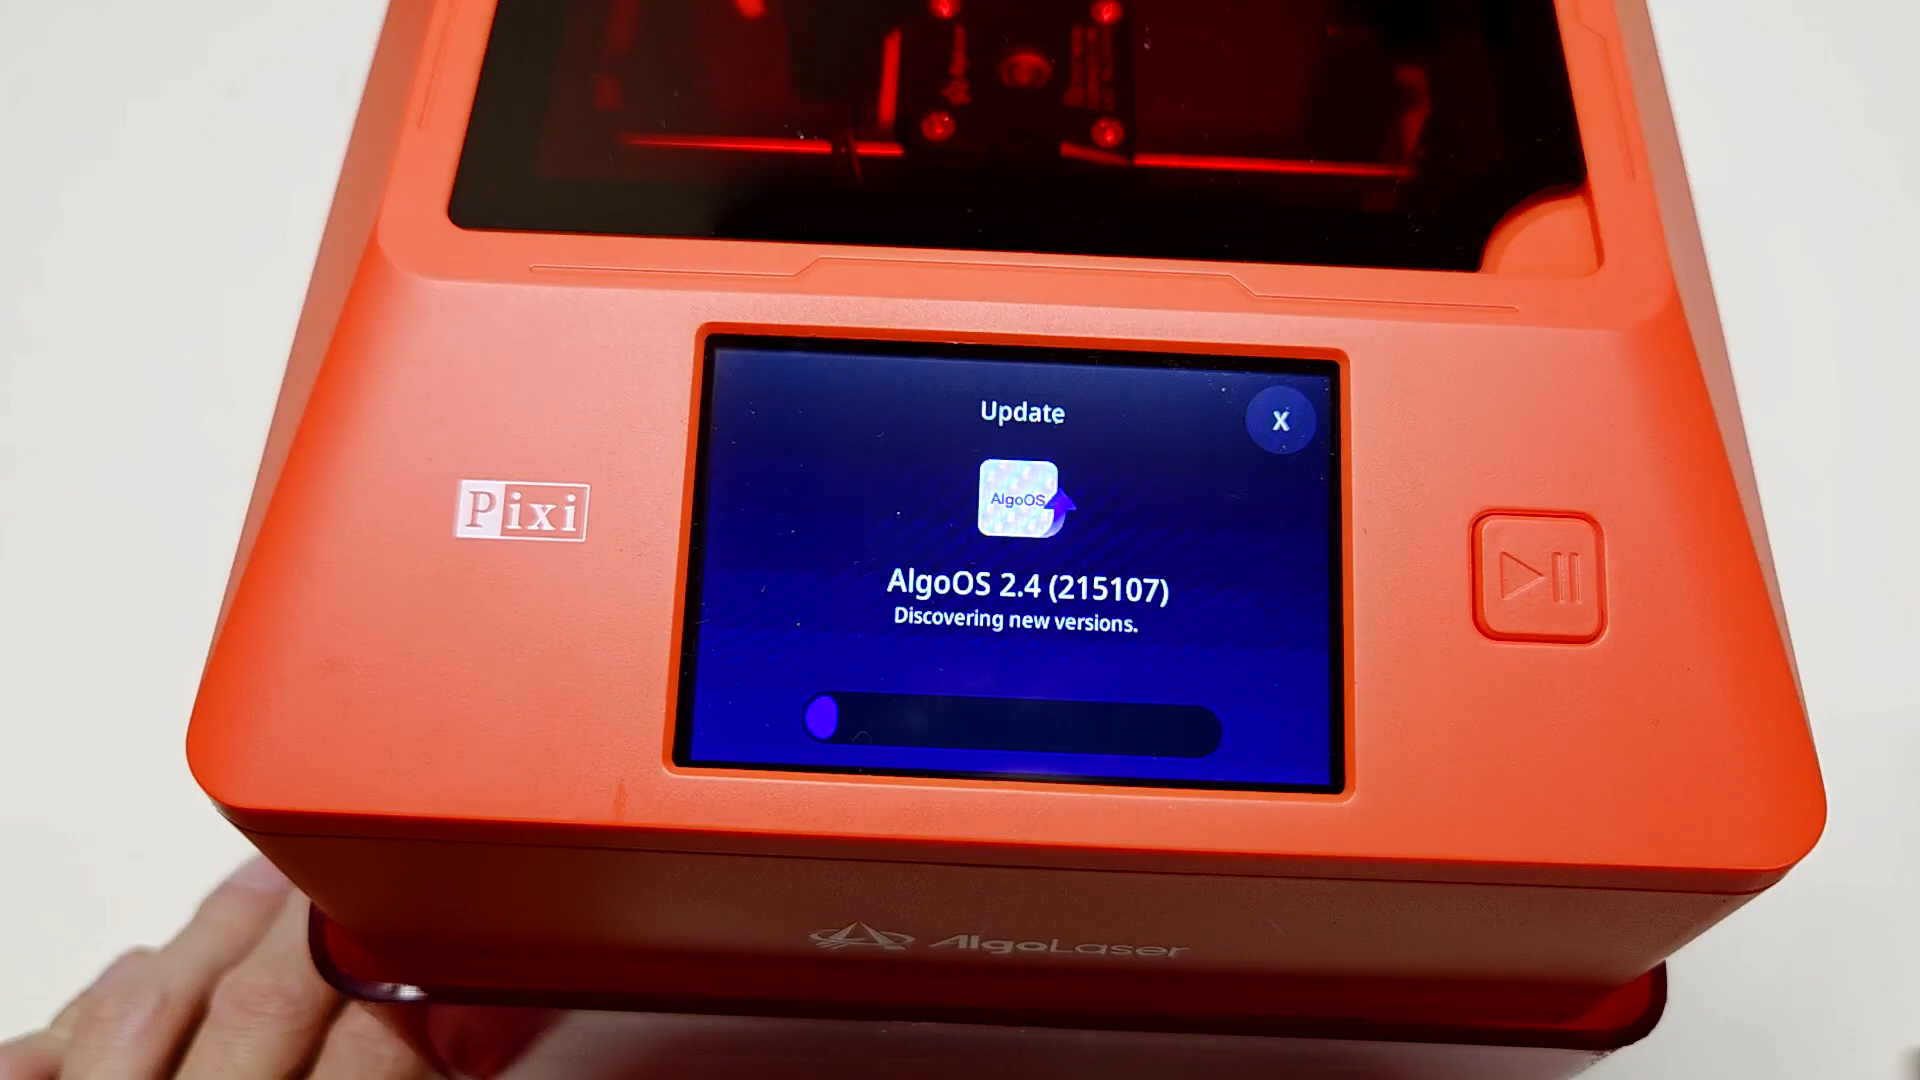 Update
X
AlgoOS
AlgoOS 2.4 (215107)
Discovering new versions.
Pixi
AlgoLaser